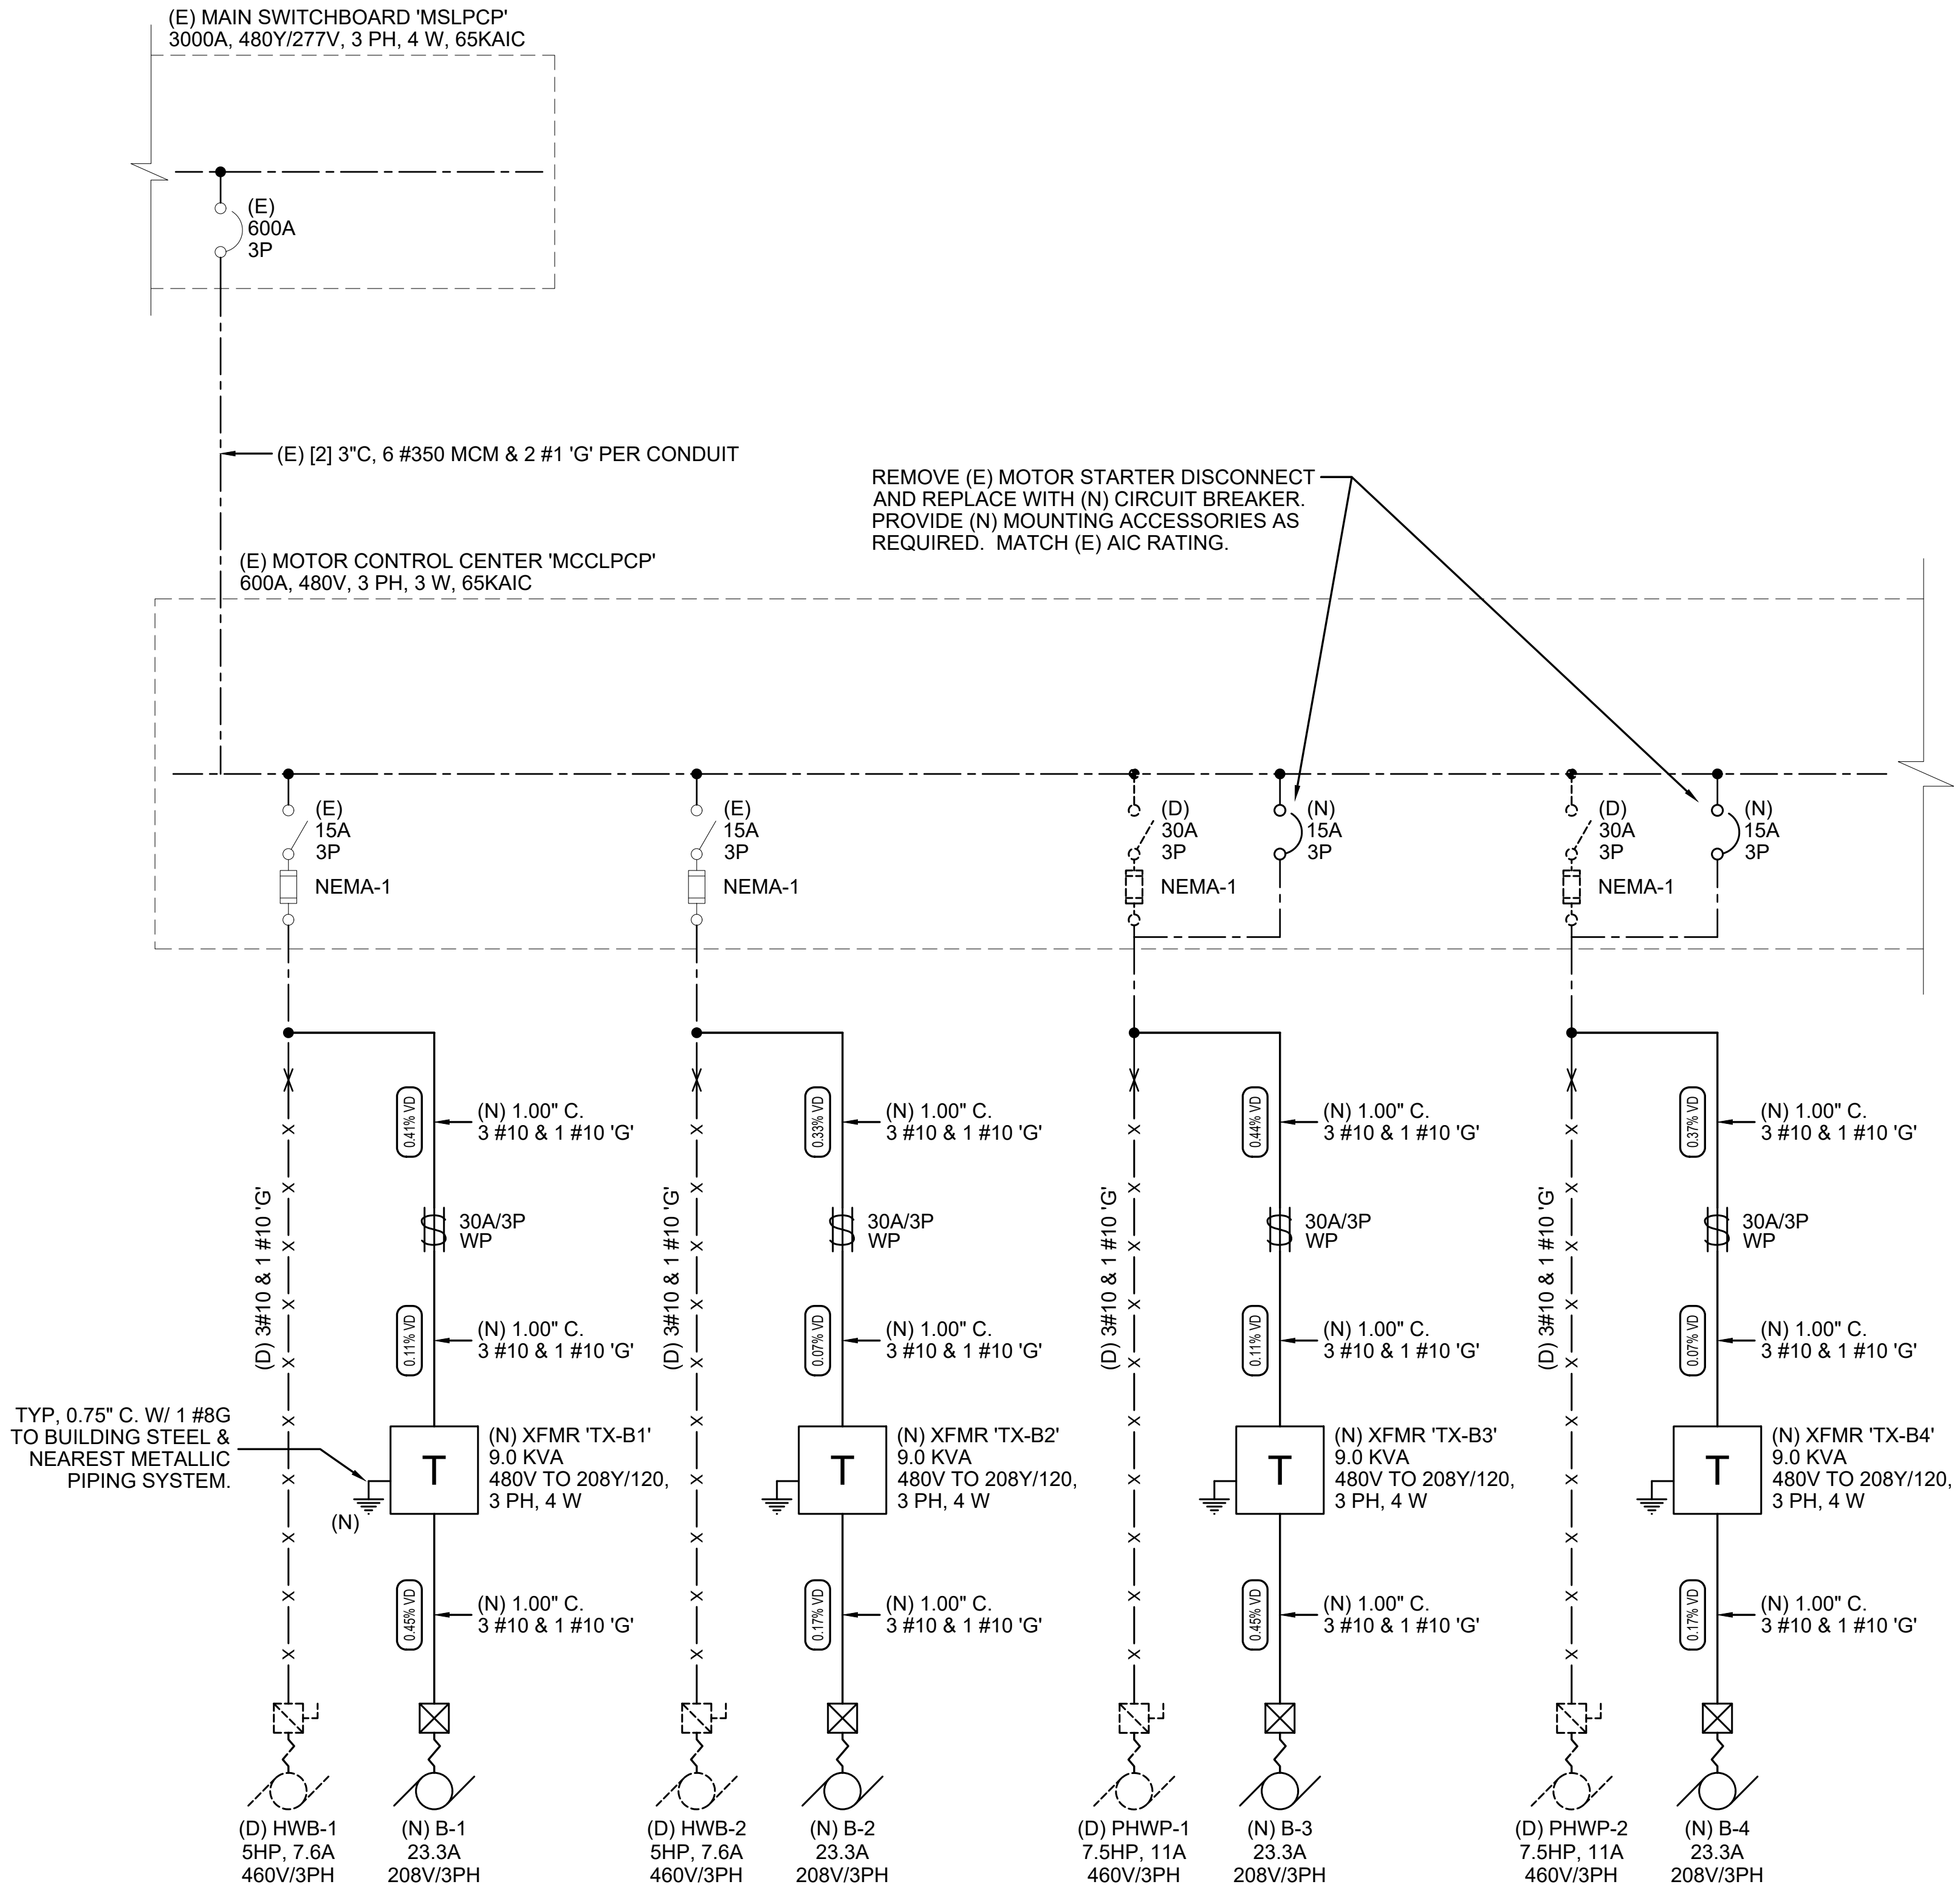 (E) MAIN SWITCHBOARD 'MSLPCP'
3000A, 480Y/277V, 3 PH, 4 W, 65KAIC
(E)
600A
3P
(E) [2] 3"C, 6 #350 MCM & 2 #1 'G' PER CONDUIT
REMOVE (E) MOTOR STARTER DISCONNECT
AND REPLACE WITH (N) CIRCUIT BREAKER.
PROVIDE (N) MOUNTING ACCESSORIES AS
REQUIRED. MATCH (E) AIC RATING.
(E) MOTOR CONTROL CENTER 'MCCLPCP'
600A, 480V, 3 PH, 3 W, 65KAIC
(E)
15A
3P
NEMA-1
(E)
15A
3P
NEMA-1
(D)
30A
3P
NEMA-1
(N)
15A
3P
(D)
30A
3P
NEMA-1
(N)
15A
3P
(D) 3#10 & 1 #10 'G'
0.41% VD
(N) 1.00" C.
3 #10 & 1 #10 'G'
30A/3P
WP
0.11% VD
(N) 1.00" C.
3 #10 & 1 #10 'G'
TYP, 0.75" C. W/ 1 #8G
TO BUILDING STEEL &
NEAREST METALLIC
PIPING SYSTEM.
(N)
T
(N) XFMR 'TX-B1'
9.0 KVA
480V TO 208Y/120,
3 PH, 4 W
0.45% VD
(N) 1.00" C.
3 #10 & 1 #10 'G'
(D) 3#10 & 1 #10 'G'
0.33% VD
(N) 1.00" C.
3 #10 & 1 #10 'G'
30A/3P
WP
0.07% VD
(N) 1.00" C.
3 #10 & 1 #10 'G'
T
(N) XFMR 'TX-B2'
9.0 KVA
480V TO 208Y/120,
3 PH, 4 W
0.17% VD
(N) 1.00" C.
3 #10 & 1 #10 'G'
(D) 3#10 & 1 #10 'G'
0.44% VD
(N) 1.00" C.
3 #10 & 1 #10 'G'
30A/3P
WP
0.11% VD
(N) 1.00" C.
3 #10 & 1 #10 'G'
T
(N) XFMR 'TX-B3'
9.0 KVA
480V TO 208Y/120,
3 PH, 4 W
0.45% VD
(N) 1.00" C.
3 #10 & 1 #10 'G'
(D) 3#10 & 1 #10 'G'
0.37% VD
(N) 1.00" C.
3 #10 & 1 #10 'G'
30A/3P
WP
0.07% VD
(N) 1.00" C.
3 #10 & 1 #10 'G'
T
(N) XFMR 'TX-B4'
9.0 KVA
480V TO 208Y/120,
3 PH, 4 W
0.17% VD
(N) 1.00" C.
3 #10 & 1 #10 'G'
(D) HWB-1
5HP, 7.6A
460V/3PH
(N) B-1
23.3A
208V/3PH
(D) HWB-2
5HP, 7.6A
460V/3PH
(N) B-2
23.3A
208V/3PH
(D) PHWP-1
7.5HP, 11A
460V/3PH
(N) B-3
23.3A
208V/3PH
(D) PHWP-2
7.5HP, 11A
460V/3PH
(N) B-4
23.3A
208V/3PH